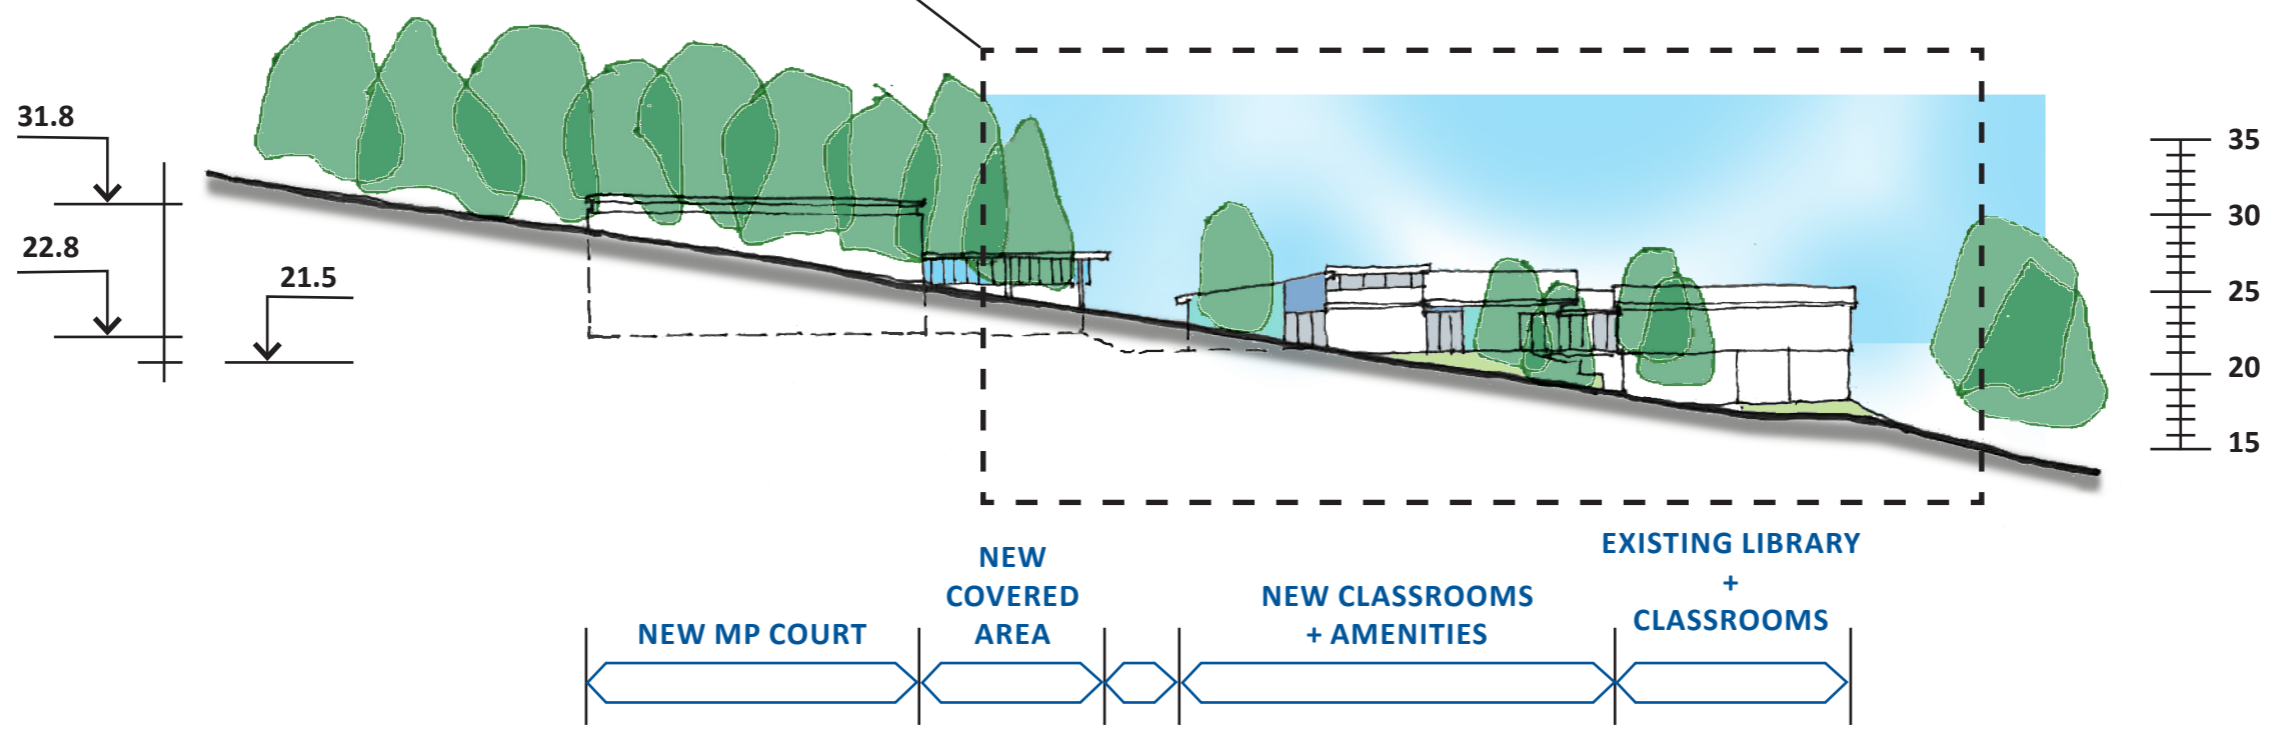 31.8
22.8
21.5
35
30
25
20
15
NEW MP COURT
NEW
COVERED
AREA
NEW CLASSROOMS
+ AMENITIES
EXISTING LIBRARY
+
CLASSROOMS